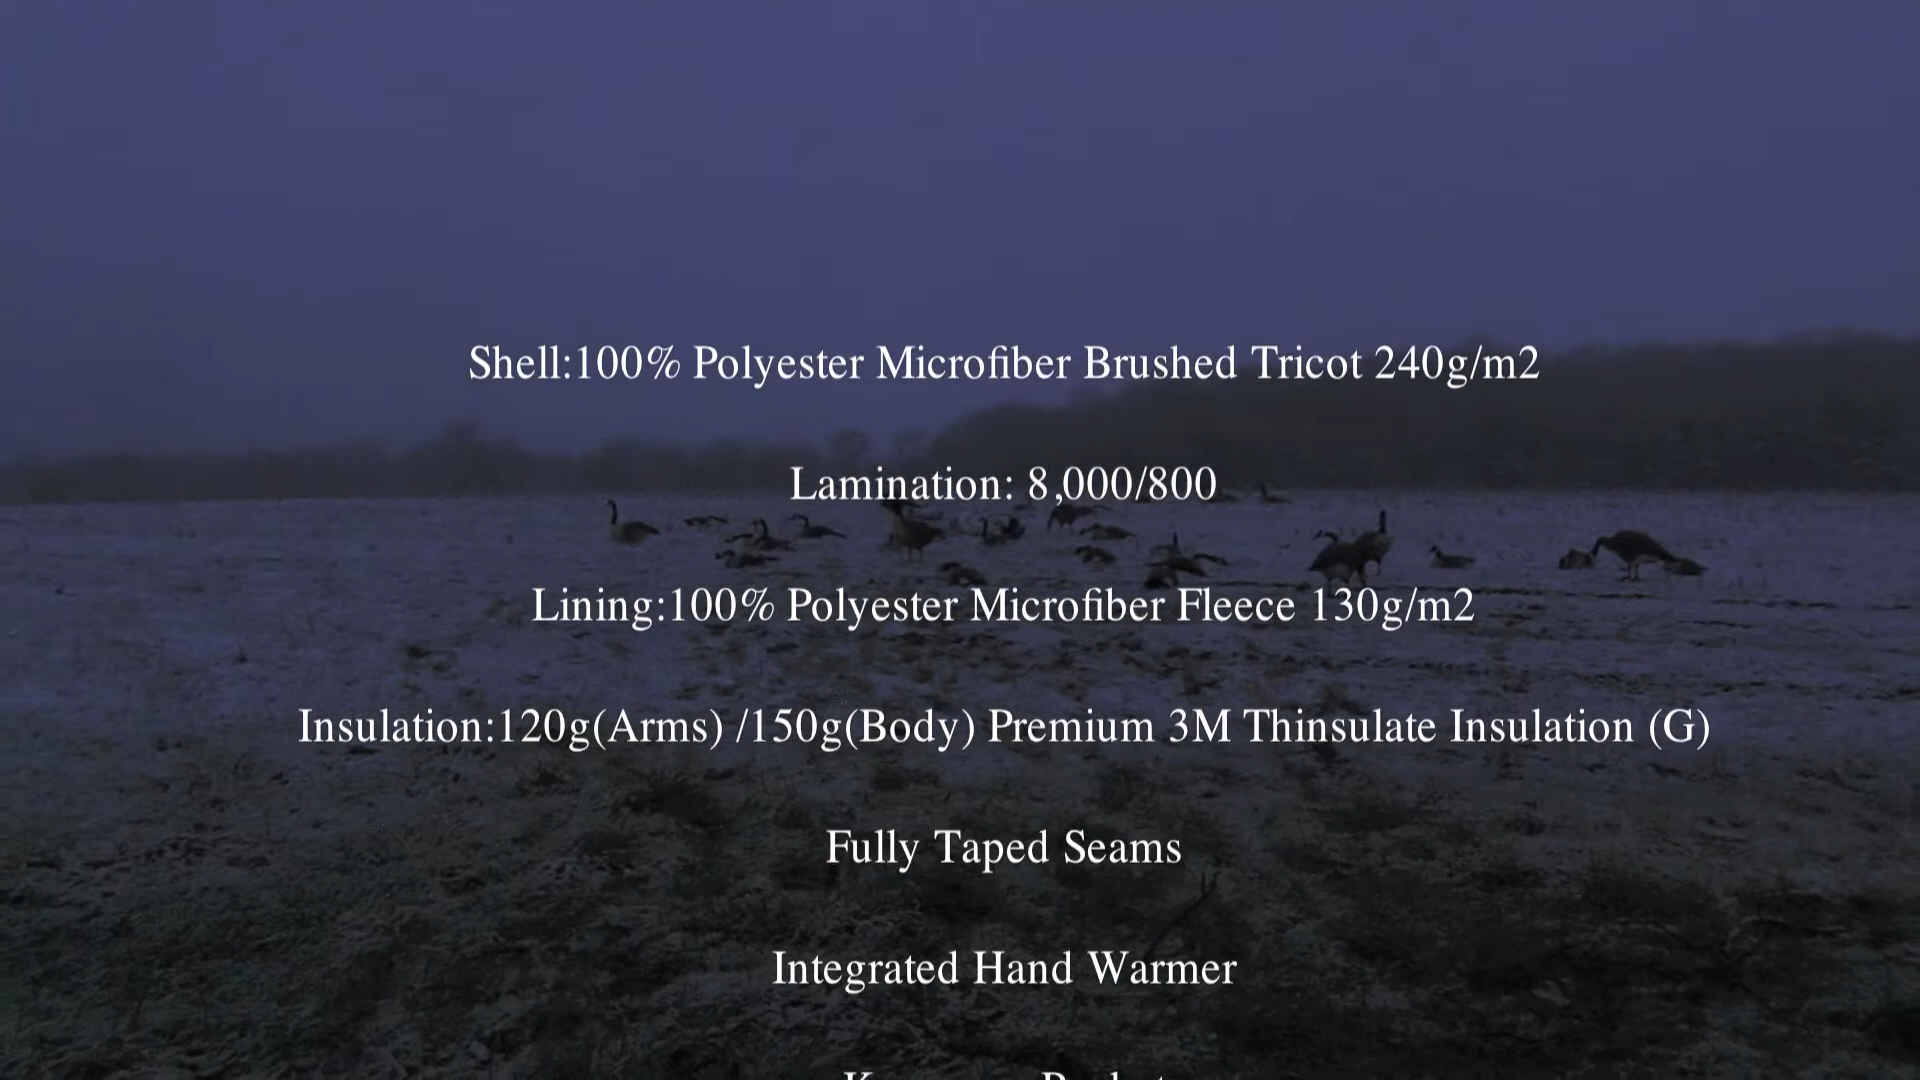 Shell:100% Polyester Microfiber Brushed Tricot 240g/m2
Lamination: 8,000/800
Lining:100% Polyester Microfiber Fleece 130g/m2
Insulation:120g(Arms) /150g(Body) Premium 3M Thinsulate Insulation (G)
Fully Taped Seams
Integrated Hand Warmer